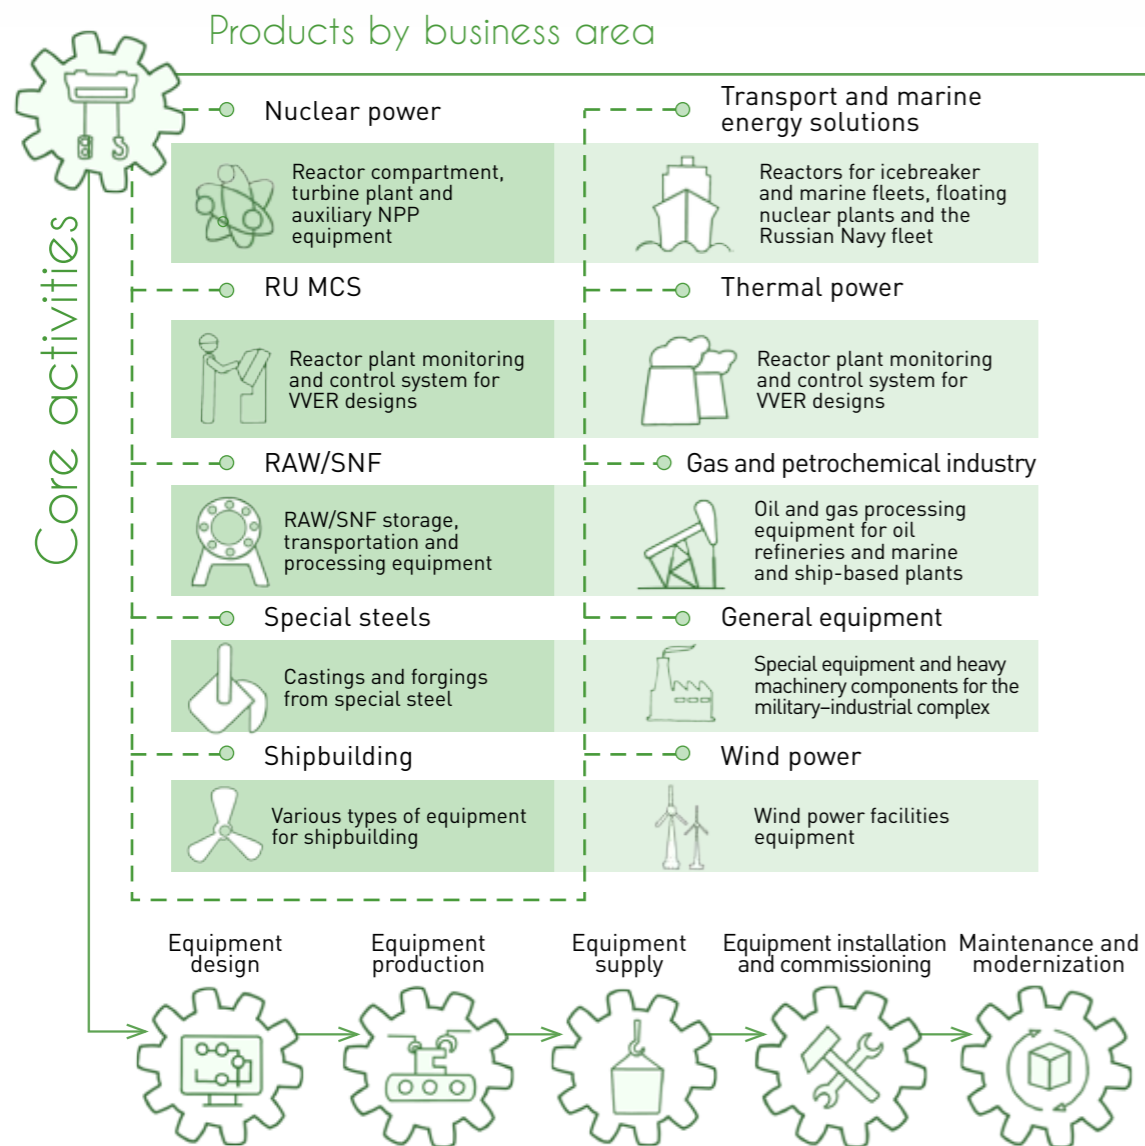 Products by business area
Core activities
Nuclear power
Reactor compartment,
turbine plant and
auxiliary NPP
equipment
RU MCS
Reactor plant monitoring
and control system for
VVER designs
RAW/SNF
RAW/SNF storage,
transportation and
processing equipment
Special steels
Castings and forgings
from special steel
Shipbuilding
Various types of equipment
for shipbuilding
Transport and marine
energy solutions
Reactors for icebreaker
and marine fleets, floating
nuclear plants and the
Russian Navy fleet
Thermal power
Reactor plant monitoring
and control system for
VVER designs
Gas and petrochemical industry
Oil and gas processing
equipment for oil
refineries and marine
and ship-based plants
General equipment
Special equipment and heavy
machinery components for the
military–industrial complex
Wind power
Wind power facilities
equipment
Equipment
design
Equipment
production
Equipment
supply
Equipment installation
and commissioning
Maintenance and
modernization